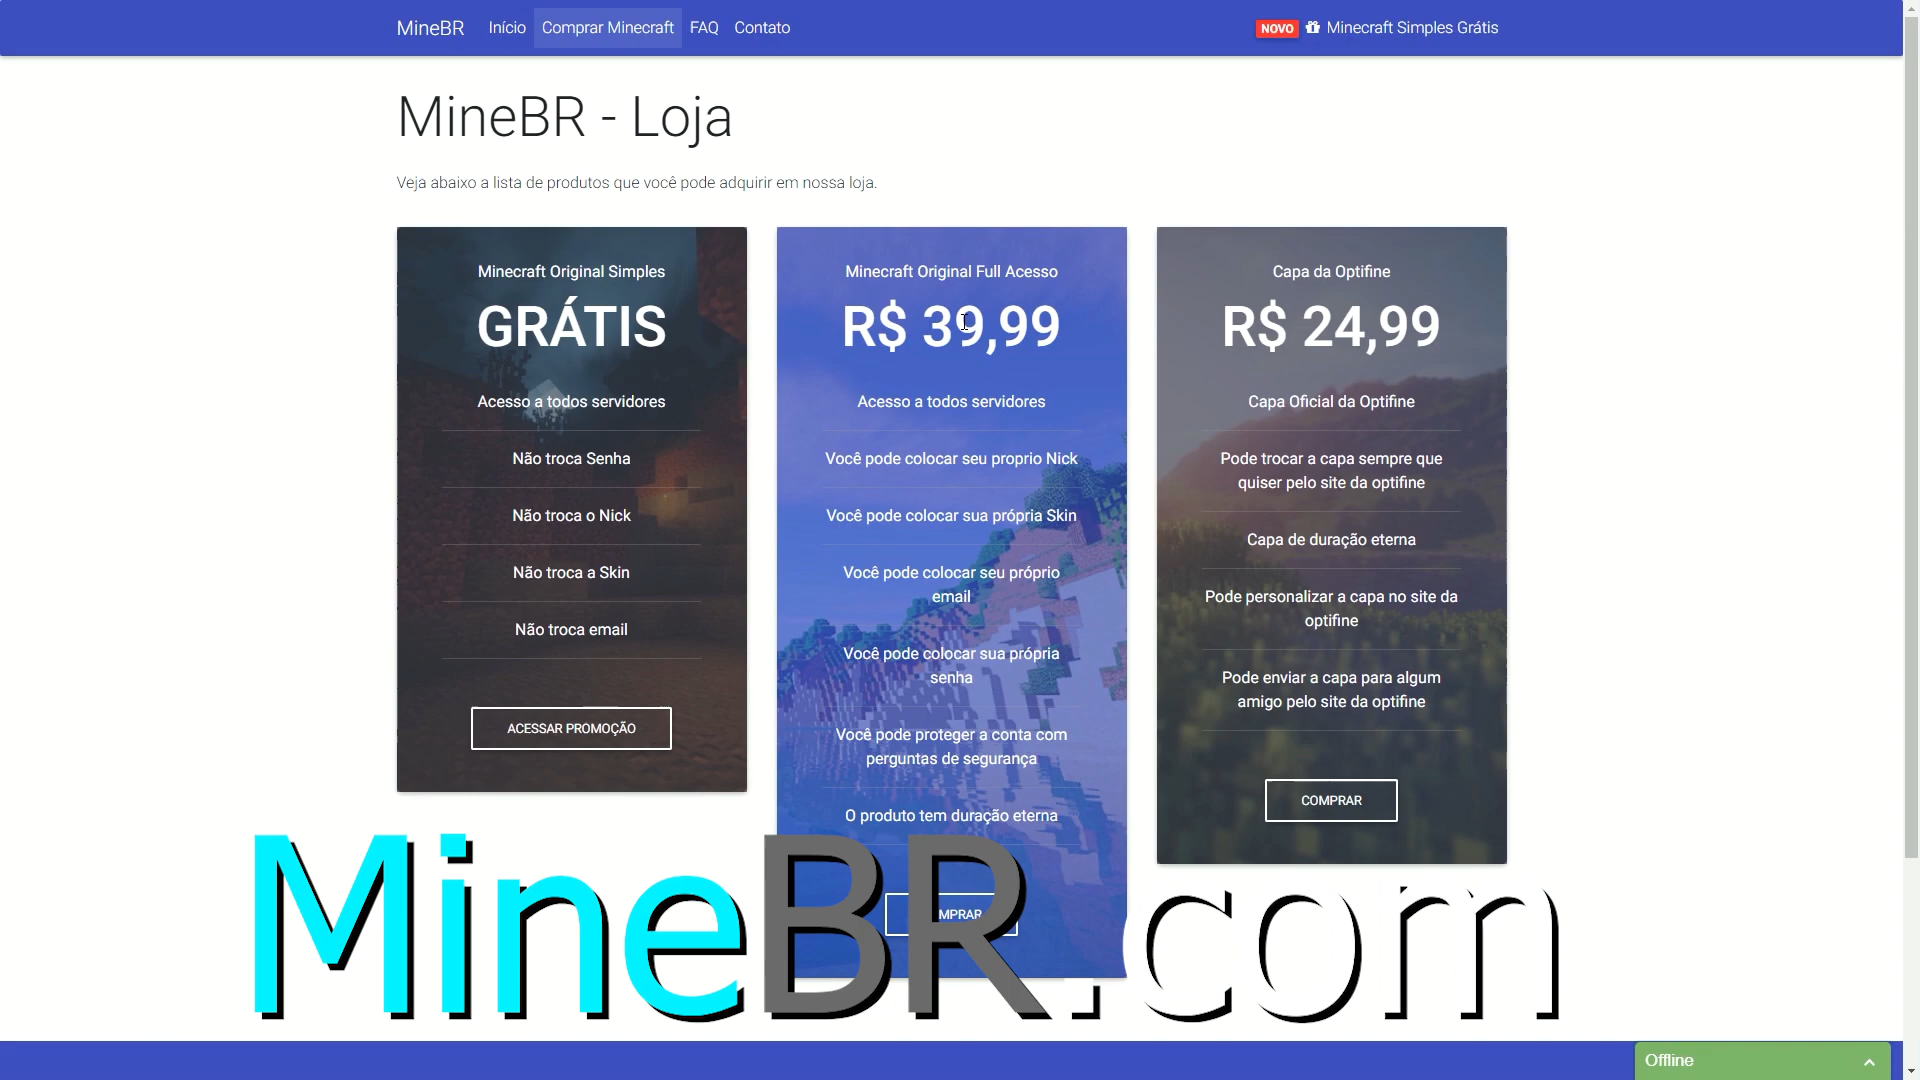 MineBR Início Comprar Minecraft FAQ Contato NOVO Minecraft Simples Grátis
MineBR - Loja
Veja abaixo a lista de produtos que você pode adquirir em nossa loja.
Minecraft Original Simples
GRÁTIS
Acesso a todos servidores
Não troca Senha
Não troca o Nick
Não troca a Skin
Não troca email
ACESSAR PROMOÇÃO
Minecraft Original Full Acesso
R$ 39,99
Acesso a todos servidores
Você pode colocar seu proprio Nick
Você pode colocar sua própria Skin
Você pode colocar seu próprio
email
Você pode colocar sua própria
senha
Você pode proteger a conta com
perguntas de segurança
O produto tem duração eterna
MPRAR
Capa da Optifine
R$ 24,99
Capa Oficial da Optifine
Pode trocar a capa sempre que
quiser pelo site da optifine
Capa de duração eterna
Pode personalizar a capa no site da
optifine
Pode enviar a capa para algum
amigo pelo site da optifine
COMPRAR
MineBR.com
Offline